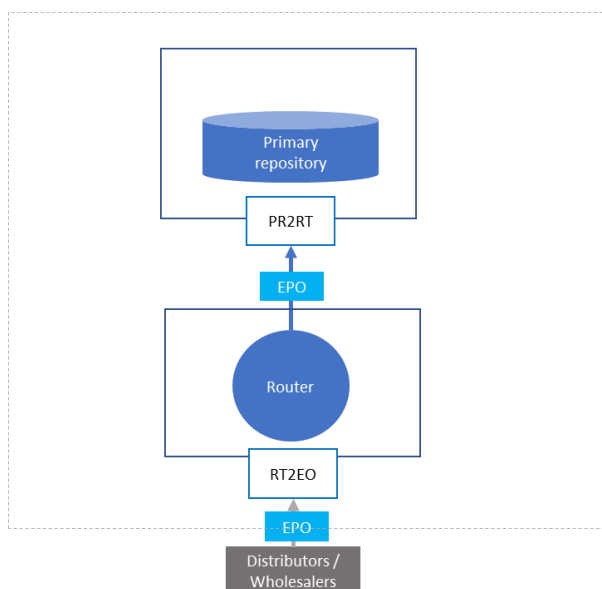 Primary
repository
PR2RT
EPO
Router
RT2EO
EPO
Distributors /
Wholesalers